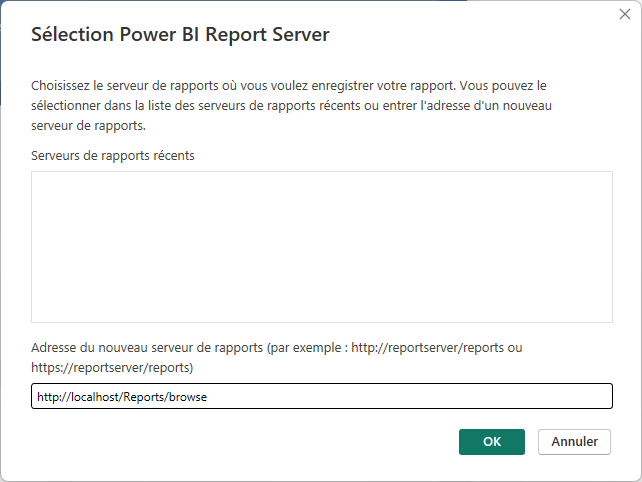 Sélection Power BI Report Server
Choisissez le serveur de rapports où vous voulez enregistrer votre rapport. Vous pouvez le
sélectionner dans la liste des serveurs de rapports récents ou entrer l'adresse d'un nouveau
serveur de rapports.
Serveurs de rapports récents
Adresse du nouveau serveur de rapports (par exemple : http://reportserver/reports ou
https://reportserver/reports)
http://localhost/Reports/browse
OK Annuler